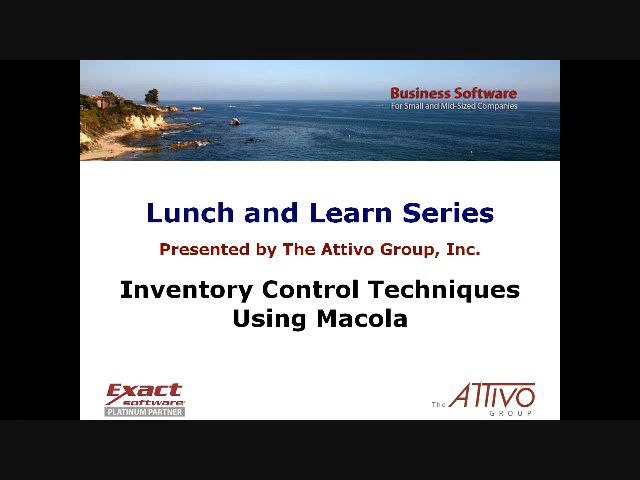 Business Software
For Small and Mid-Sized Companies
Lunch and Learn Series
Presented by The Attivo Group, Inc.
Inventory Control Techniques
Using Macola
Exact
software
PLATINUM PARTNER
The ATTIVO
GROUP